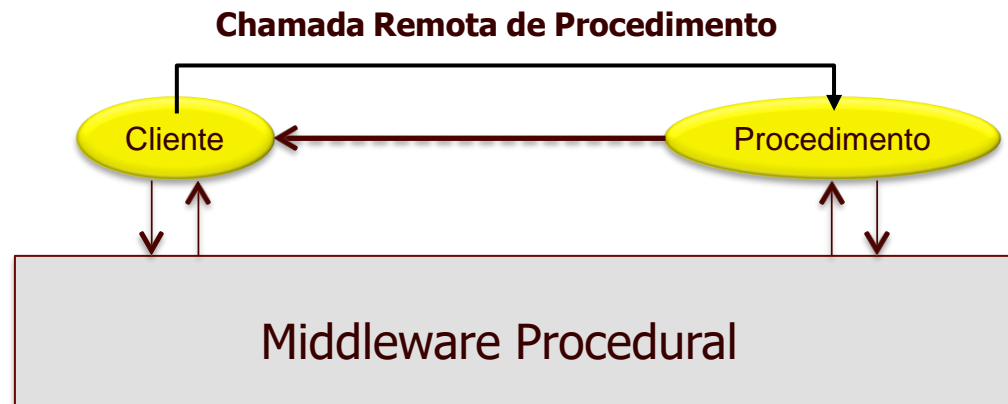 Chamada Remota de Procedimento
Cliente
Procedimento
Middleware Procedural